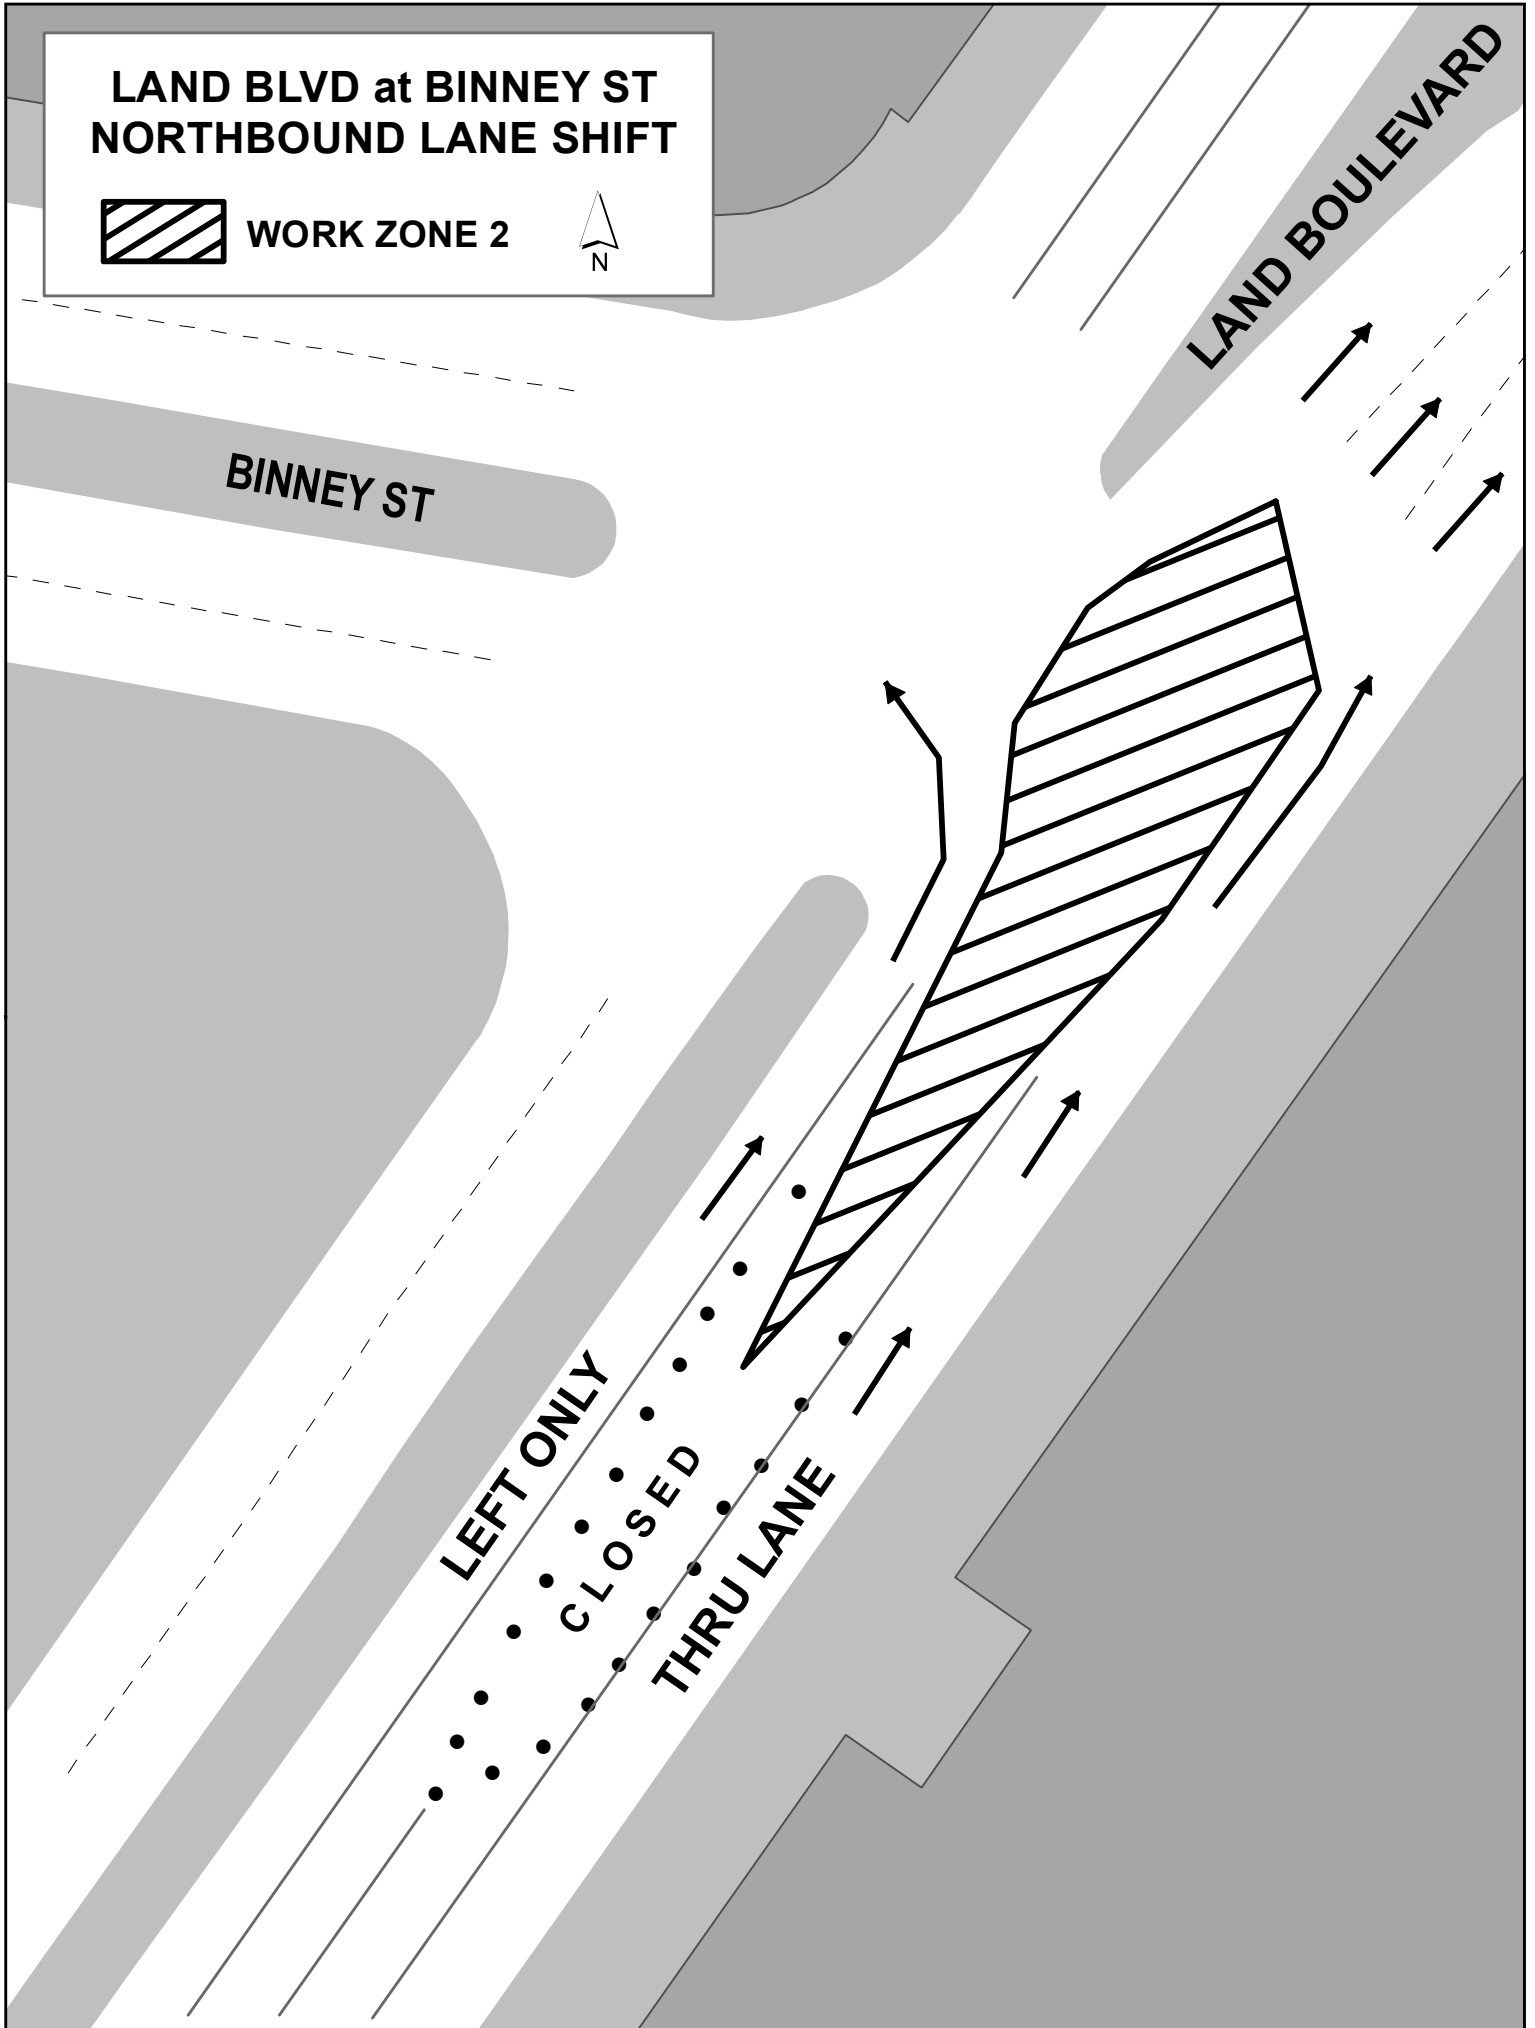 LAND BLVD at BINNEY ST
NORTHBOUND LANE SHIFT
WORK ZONE 2
N
LAND BOULEVARD
BINNEY ST
LEFT ONLY
CLOSED
THRU LANE